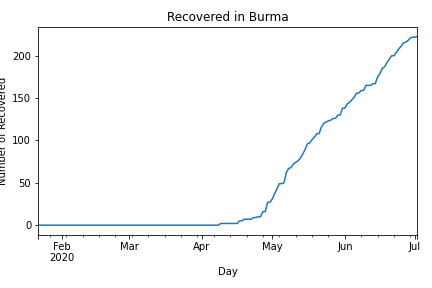 Recovered in Burma
Number of Recovered
200
150
100
50
0
Feb
2020
Mar
Apr
May
Jun
Jul
Day